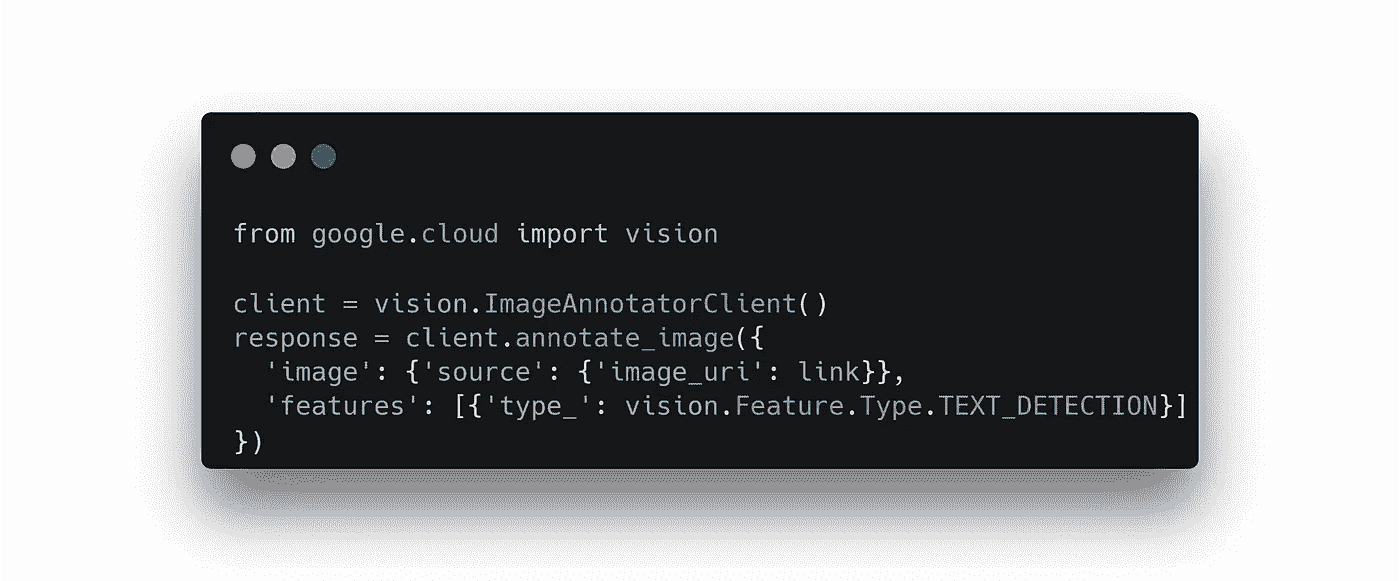 from google.cloud import vision
client = vision.ImageAnnotatorClient()
response = client.annotate_image({
  'image': {'source': {'image_uri': link}},
  'features': [{'type_': vision.Feature.Type.TEXT_DETECTION}]
})